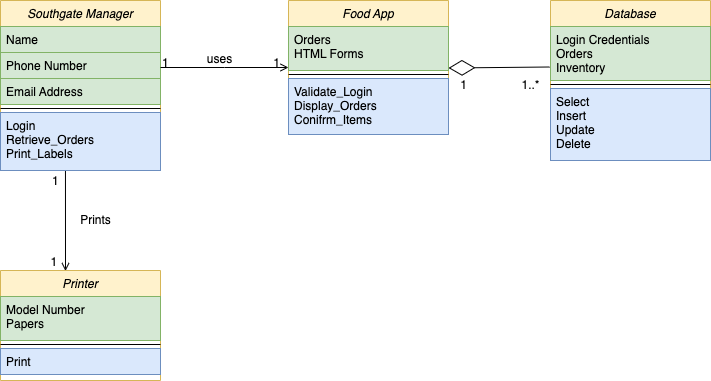 Southgate Manager
Name
Phone Number
Email Address
Login
Retrieve_Orders
Print_Labels
1
uses
1
Food App
Orders
HTML Forms
Validate_Login
Display_Orders
Conifrm_Items
1
1..*
Database
Login Credentials
Orders
Inventory
Select
Insert
Update
Delete
1
Prints
1
Printer
Model Number
Papers
Print